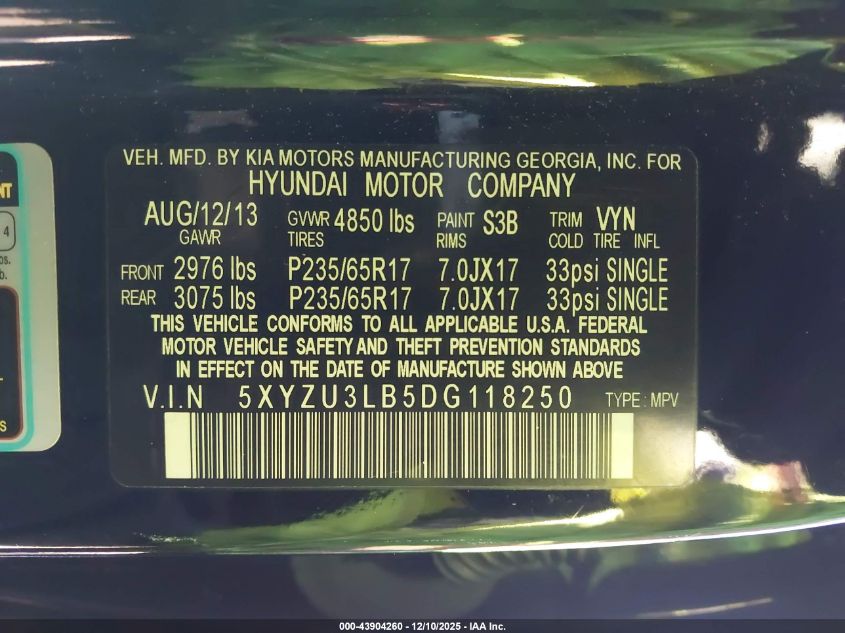 VEH. MFD. BY KIA MOTORS MANUFACTURING GEORGIA, INC. FOR
HYUNDAI MOTOR COMPANY
AUG/12/13 GVWR 4850 lbs PAINT S3B TRIM VYN
GAWR TIRES RIMS COLD TIRE INFL
FRONT 2976 lbs P235/65R17 7.0JX17 33psi SINGLE
REAR 3075 lbs P235/65R17 7.0JX17 33psi SINGLE
THIS VEHICLE CONFORMS TO ALL APPLICABLE U.S.A. FEDERAL
MOTOR VEHICLE SAFETY AND THEFT PREVENTION STANDARDS
IN EFFECT ON THE DATE OF MANUFACTURE SHOWN ABOVE
V.I.N 5XYZU3LB5DG118250 TYPE : MPV
4
000-43904260 - 12/10/2025 - IAA Inc.